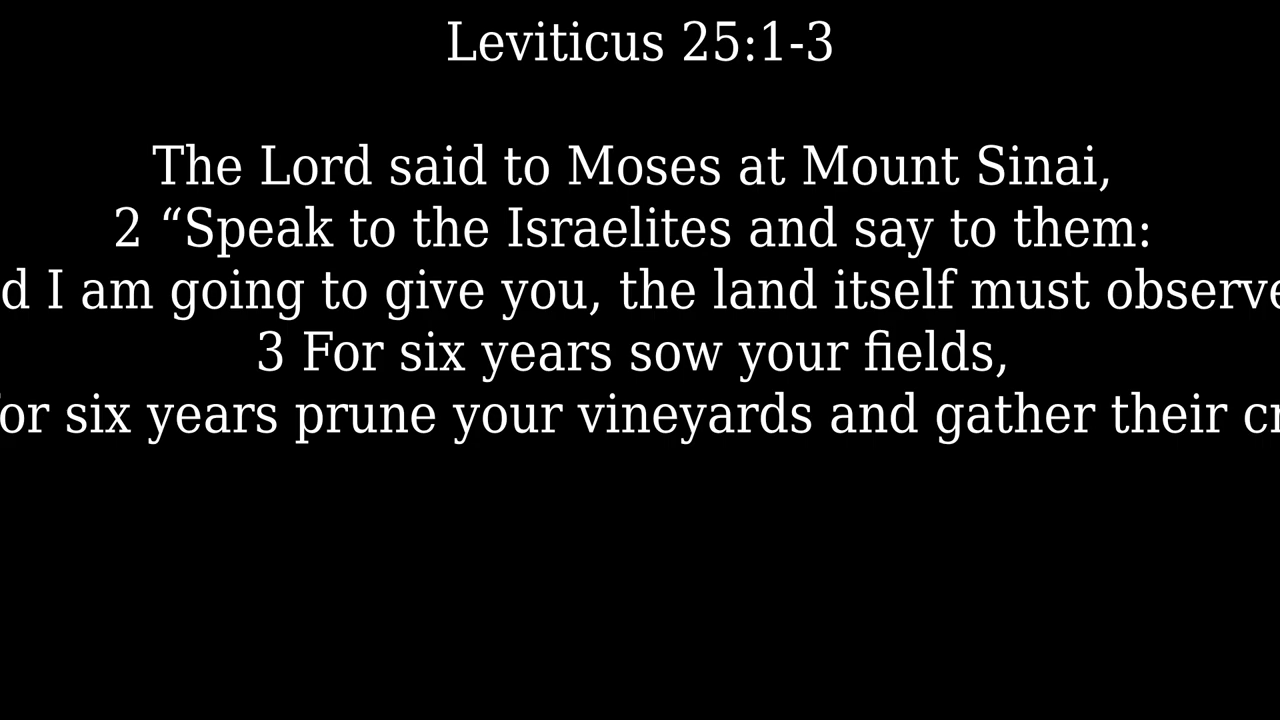 Leviticus 25:1-3
The Lord said to Moses at Mount Sinai,
2 “Speak to the Israelites and say to them:
I am going to give you, the land itself must observe
3 For six years sow your fields,
six years prune your vineyards and gather their